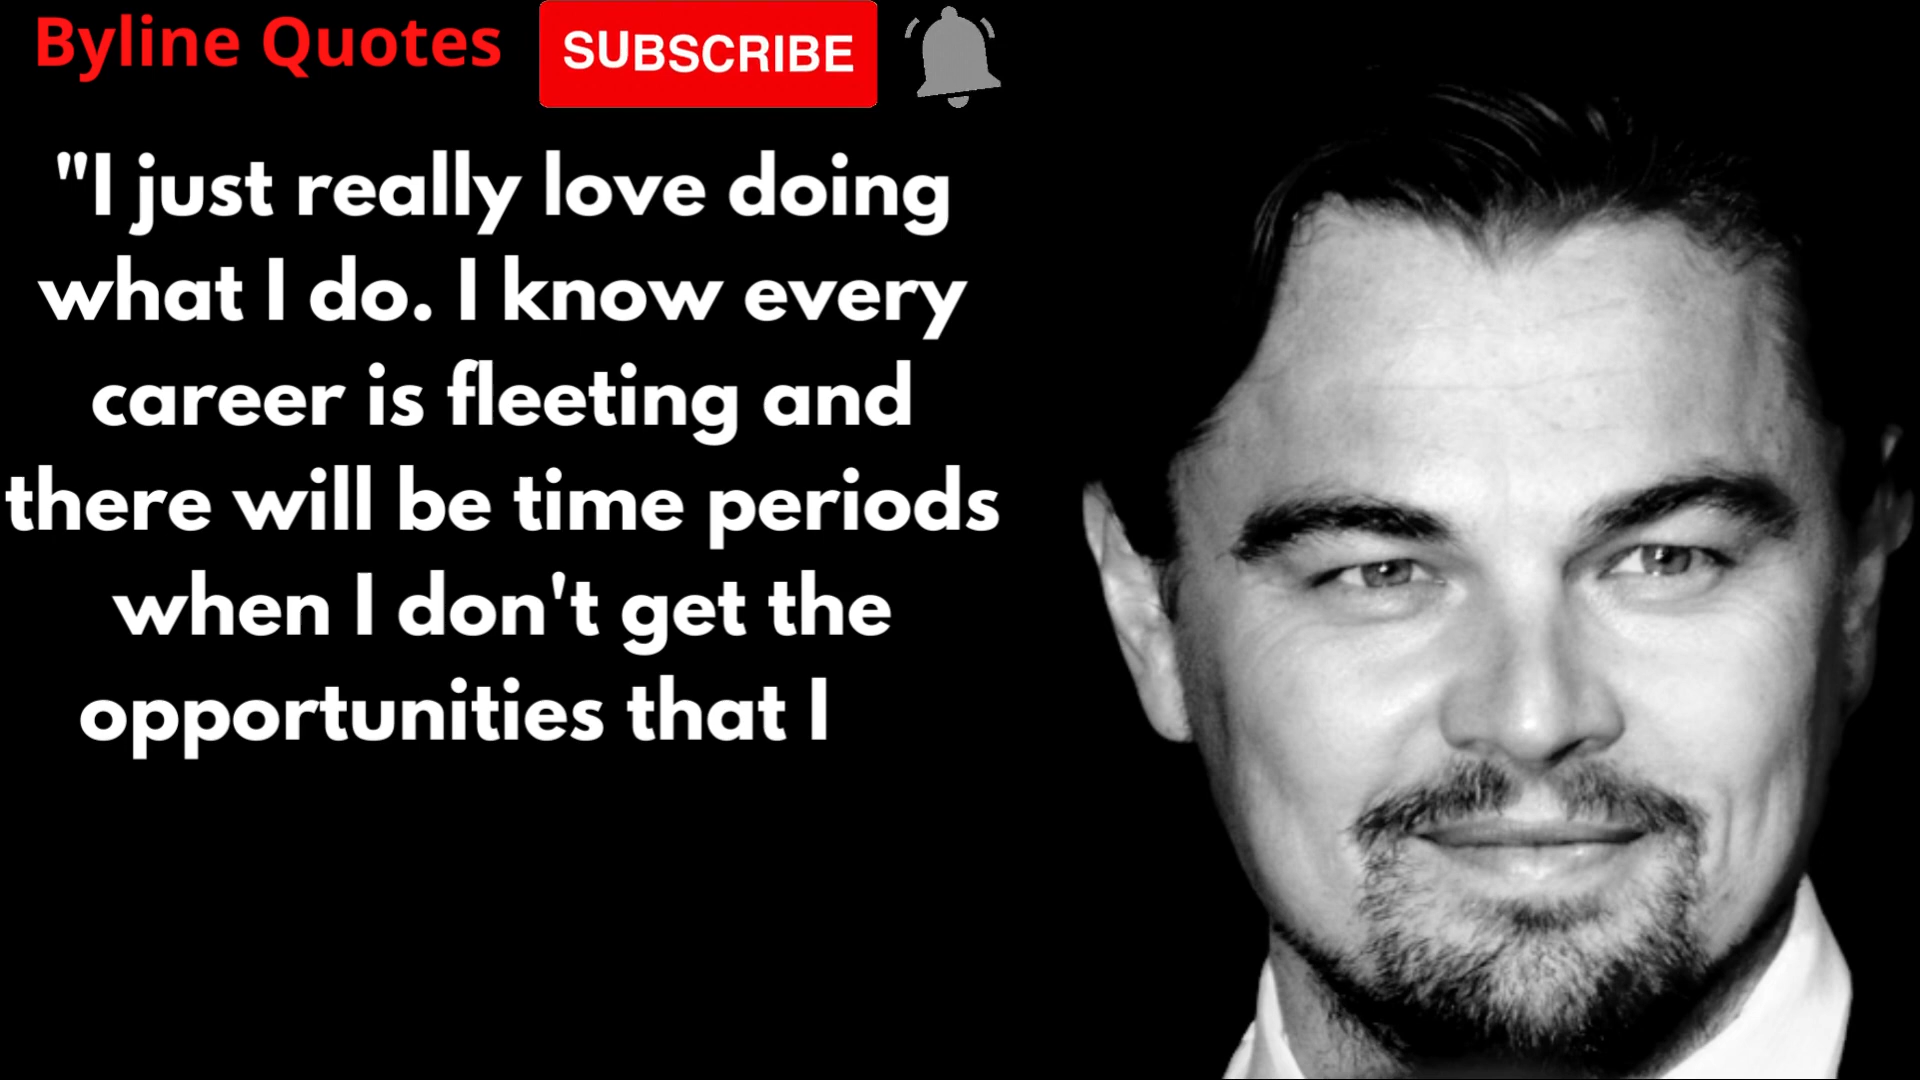 Byline Quotes
SUBSCRIBE
"I just really love doing
what I do. I know every
career is fleeting and
there will be time periods
when I don't get the
opportunities that I